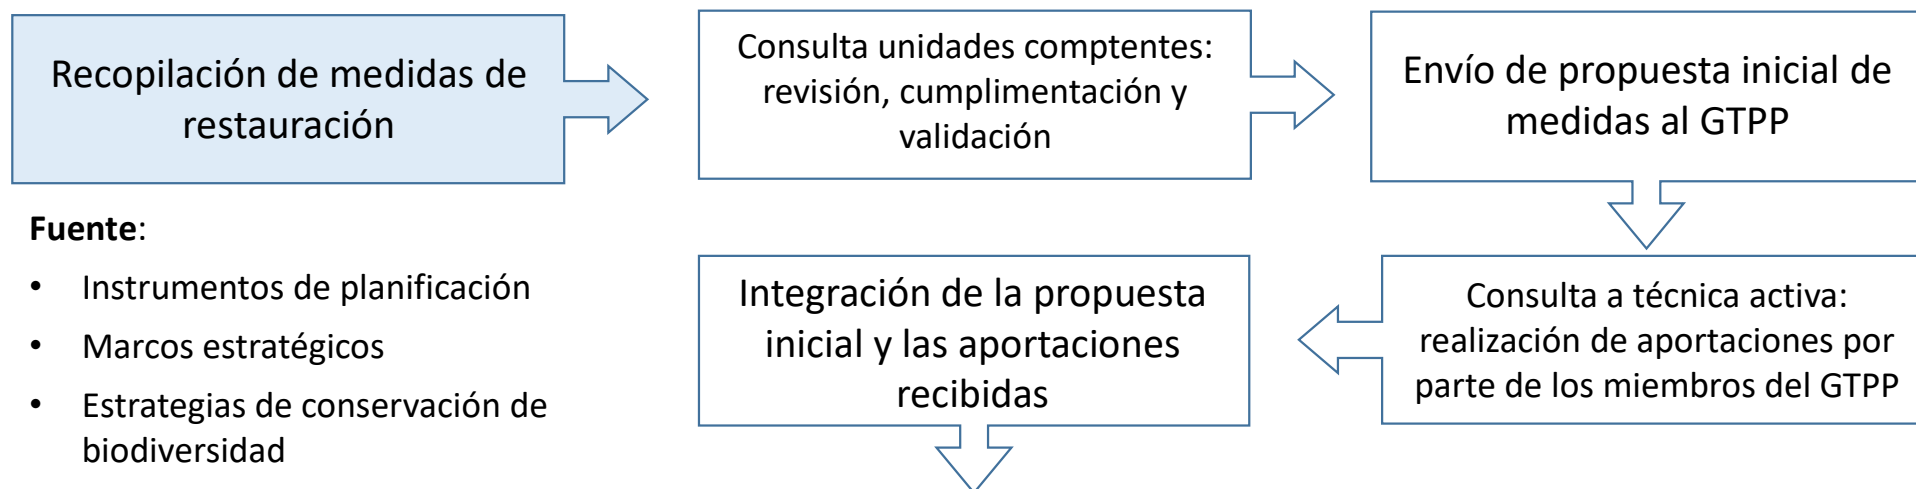 Recopilación de medidas de
restauración
Consulta unidades comptentes:
revisión, cumplimentación y
validación
Envío de propuesta inicial de
medidas al GTPP
Fuente:
• Instrumentos de planificación
• Marcos estratégicos
• Estrategias de conservación de
biodiversidad
Consulta a técnica activa:
realización de aportaciones por
parte de los miembros del GTPP
Integración de la propuesta
inicial y las aportaciones
recibidas